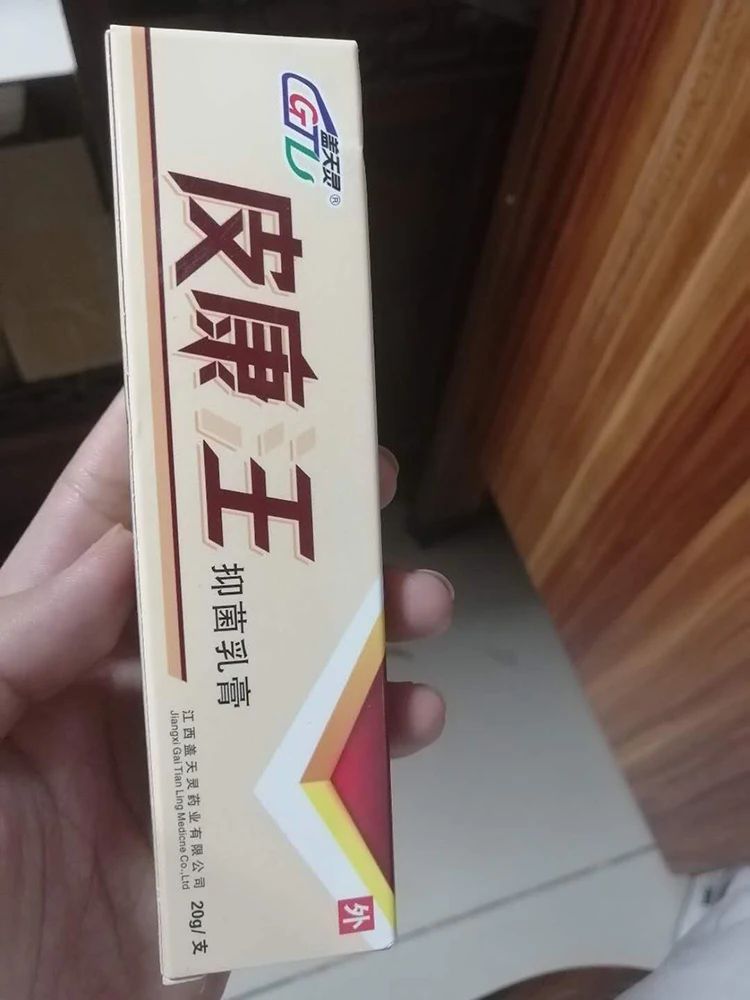 GTL
盖天灵®
皮康王
抑菌乳膏
江西盖天灵药业有限公司 20g/支
Jiangxi Gai Tian Ling Medicne Co.,Ltd
外